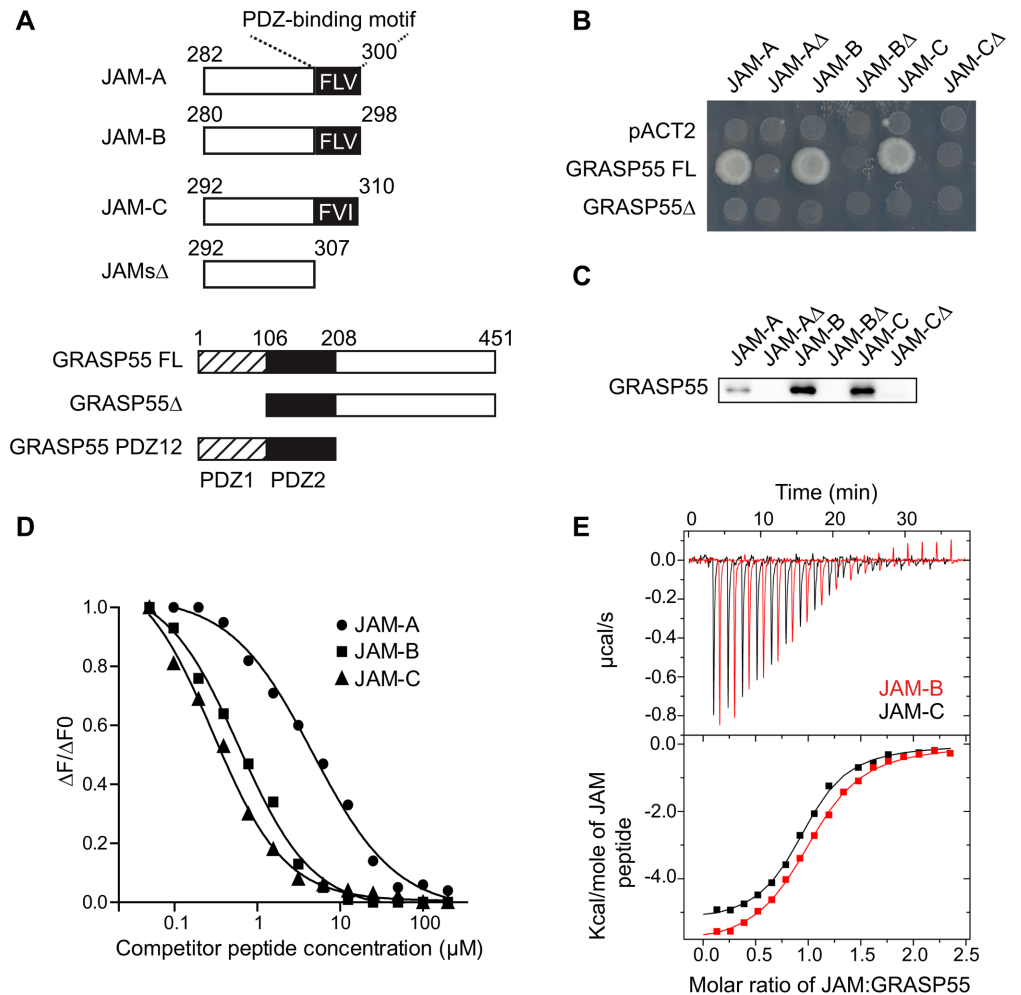 A
PDZ-binding motif
282 300
JAM-A FLV
280 298
JAM-B FLV
292 310
JAM-C FVI
292 307
JAMsΔ
1 106 208 451
GRASP55 FL
GRASP55Δ
GRASP55 PDZ12
PDZ1 PDZ2
B
JAM-A JAM-AΔ JAM-B JAM-BΔ JAM-C JAM-CΔ
pACT2
GRASP55 FL
GRASP55Δ
C
JAM-A JAM-AΔ JAM-B JAM-BΔ JAM-C JAM-CΔ
GRASP55
D
1.0
0.8
0.6
0.4
0.2
0.0
ΔF/ΔF0
JAM-A
JAM-B
JAM-C
0.1 1 10 100
Competitor peptide concentration (µM)
E
Time (min)
0 10 20 30
0.0
-0.2
-0.4
-0.6
-0.8
µcal/s
JAM-B
JAM-C
0.0
-2.0
-4.0
Kcal/mole of JAM
peptide
0.0 0.5 1.0 1.5 2.0 2.5
Molar ratio of JAM:GRASP55